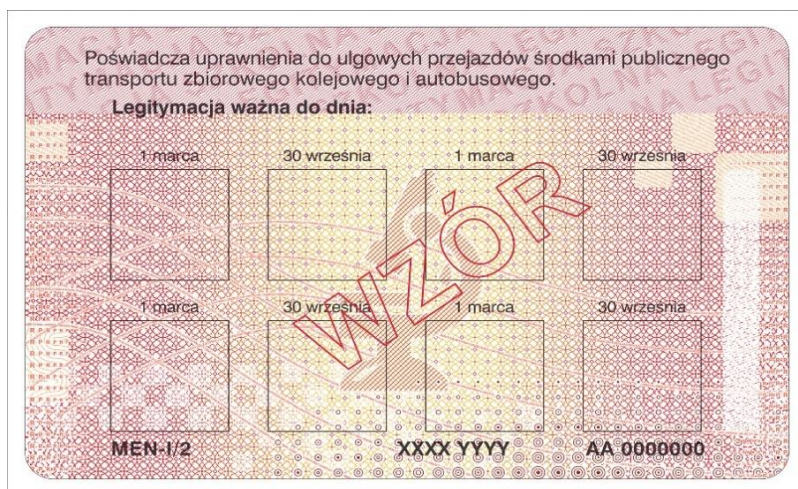 Poświadcza uprawnienia do ulgowych przejazdów środkami publicznego
transportu zbiorowego kolejowego i autobusowego.
Legitymacja ważna do dnia:
1 marca 30 września 1 marca 30 września
WZÓR
1 marca 30 września 1 marca 30 września
MEN-I/2 XXXX YYYY AA 0000000